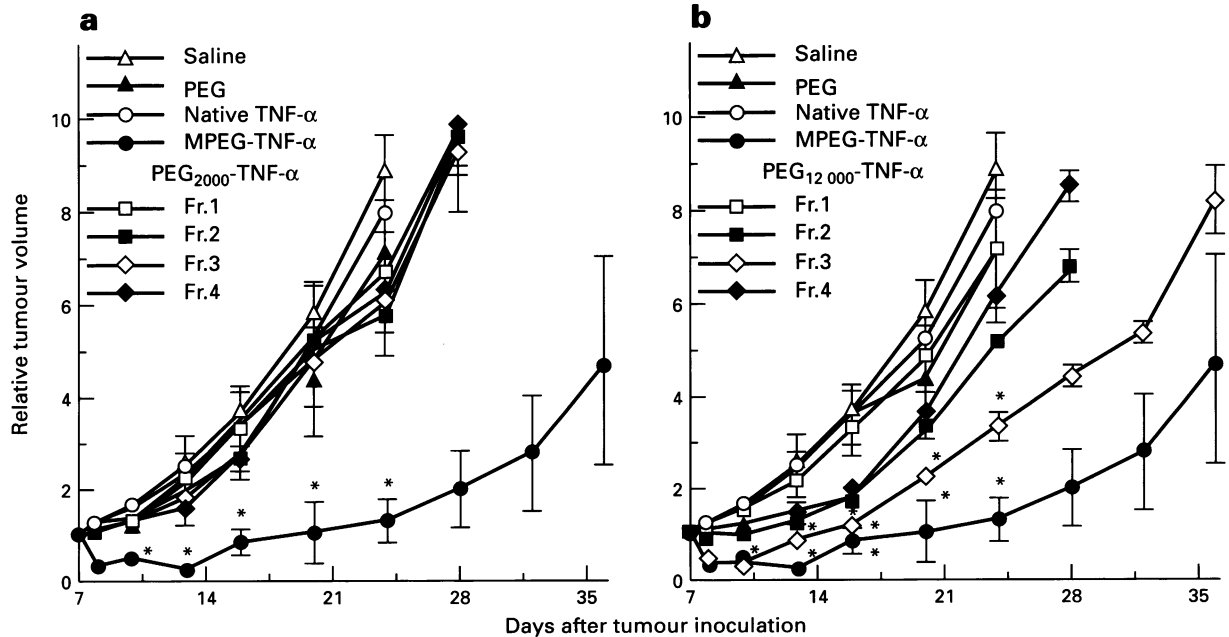 a
Saline
PEG
Native TNF-α
MPEG-TNF-α
PEG2000-TNF-α
Fr.1
Fr.2
Fr.3
Fr.4
10
8
6
4
2
0
7
14
21
28
35
Relative tumour volume
*
*
*
*
*
b
Saline
PEG
Native TNF-α
MPEG-TNF-α
PEG12 000-TNF-α
Fr.1
Fr.2
Fr.3
Fr.4
10
8
6
4
2
0
7
14
21
28
35
*
*
*
*
*
*
*
*
*
*
Days after tumour inoculation